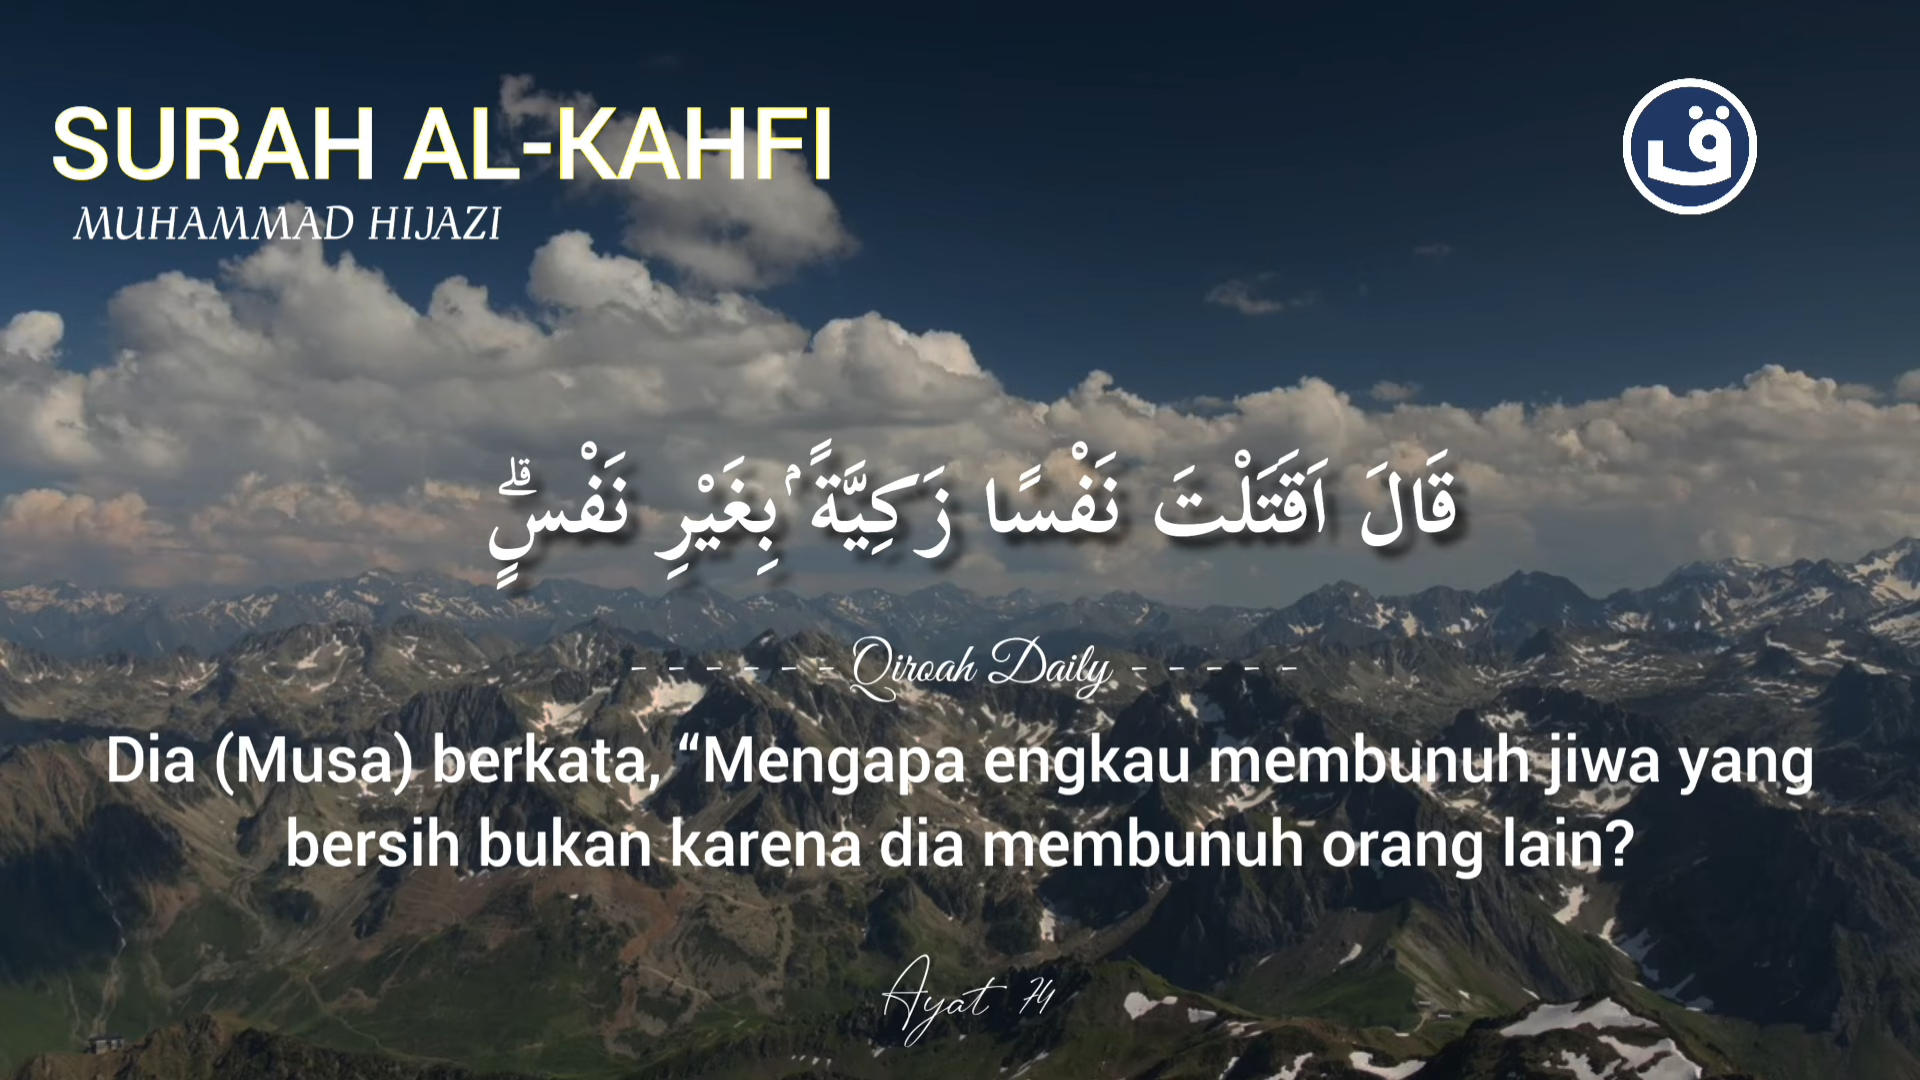 SURAH AL-KAHFI
MUHAMMAD HIJAZI
ق
قَالَ اَقَتَلْتَ نَفْسًا زَكِيَّةً ۢبِغَيْرِ نَفْسٍۗ
- - - - - - Qiroah Daily - - - - -
Dia (Musa) berkata, “Mengapa engkau membunuh jiwa yang
bersih bukan karena dia membunuh orang lain?
Ayat 74